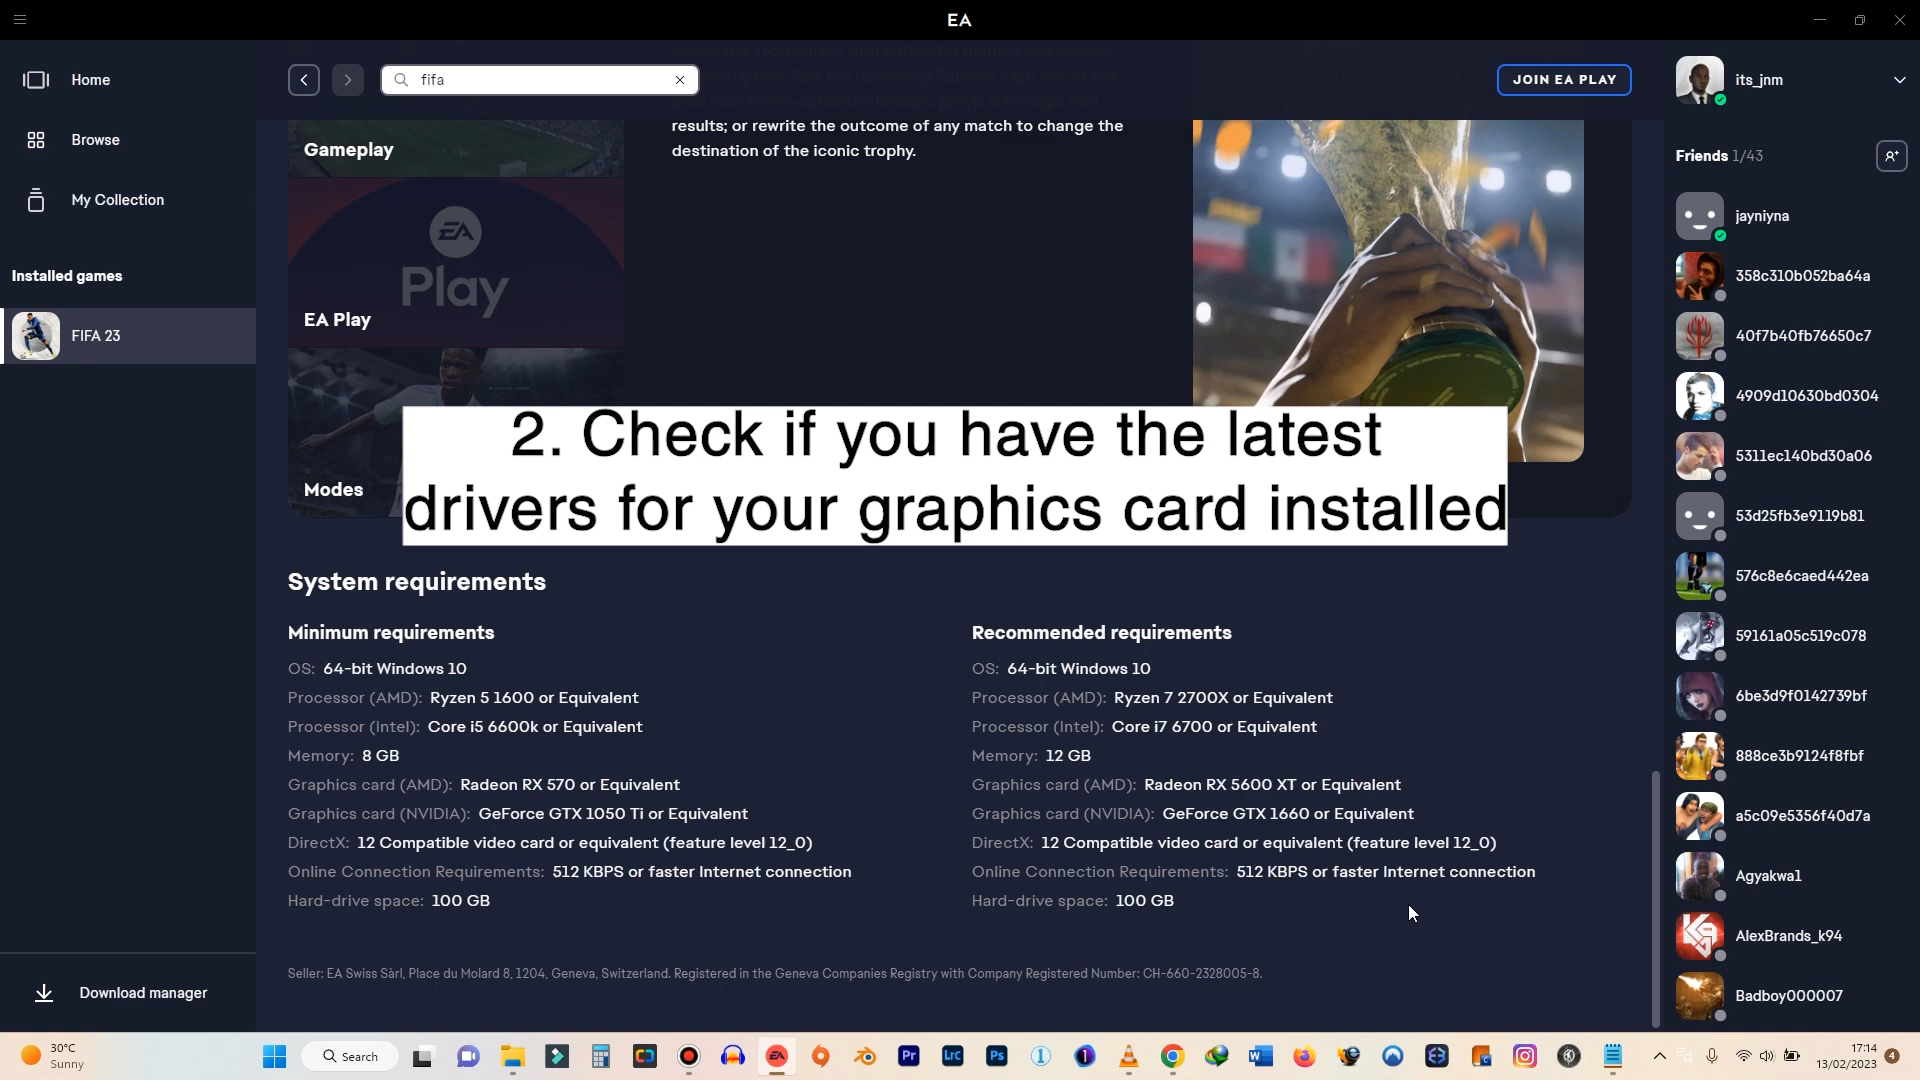 EA
Home
Browse
My Collection
Installed games
FIFA 23
Download manager
fifa
JOIN EA PLAY
its_jnm
results; or rewrite the outcome of any match to change the
destination of the iconic trophy.
Gameplay
EA
Play
EA Play
Modes
2. Check if you have the latest
drivers for your graphics card installed
System requirements
Minimum requirements
OS: 64-bit Windows 10
Processor (AMD): Ryzen 5 1600 or Equivalent
Processor (Intel): Core i5 6600k or Equivalent
Memory: 8 GB
Graphics card (AMD): Radeon RX 570 or Equivalent
Graphics card (NVIDIA): GeForce GTX 1050 Ti or Equivalent
DirectX: 12 Compatible video card or equivalent (feature level 12_0)
Online Connection Requirements: 512 KBPS or faster Internet connection
Hard-drive space: 100 GB
Recommended requirements
OS: 64-bit Windows 10
Processor (AMD): Ryzen 7 2700X or Equivalent
Processor (Intel): Core i7 6700 or Equivalent
Memory: 12 GB
Graphics card (AMD): Radeon RX 5600 XT or Equivalent
Graphics card (NVIDIA): GeForce GTX 1660 or Equivalent
DirectX: 12 Compatible video card or equivalent (feature level 12_0)
Online Connection Requirements: 512 KBPS or faster Internet connection
Hard-drive space: 100 GB
Seller: EA Swiss Sàrl, Place du Molard 8, 1204, Geneva, Switzerland. Registered in the Geneva Companies Registry with Company Registered Number: CH-660-2328005-8.
Friends 1/43
jayniyna
358c310b052ba64a
40f7b40fb76650c7
4909d10630bd0304
5311ec140bd30a06
53d25fb3e9119b81
576c8e6caed442ea
59161a05c519c078
6be3d9f0142739bf
888ce3b9124f8fbf
a5c09e5356f40d7a
Agyakwa1
AlexBrands_k94
Badboy000007
30°C
Sunny
Search
EA
Pr
LrC
Ps
17:14
13/02/2023
4